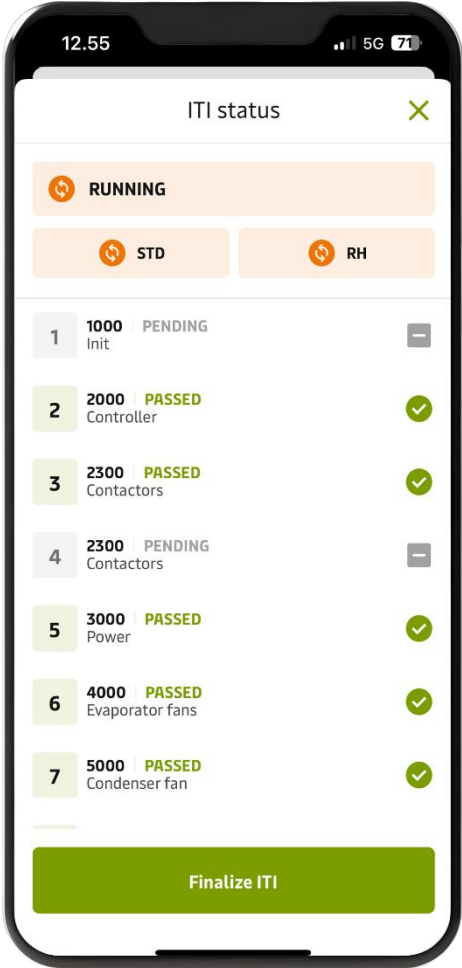 12.55
5G 71
ITI status
RUNNING
STD
RH
1
1000 PENDING
Init
2
2000 PASSED
Controller
3
2300 PASSED
Contactors
4
2300 PENDING
Contactors
5
3000 PASSED
Power
6
4000 PASSED
Evaporator fans
7
5000 PASSED
Condenser fan
Finalize ITI